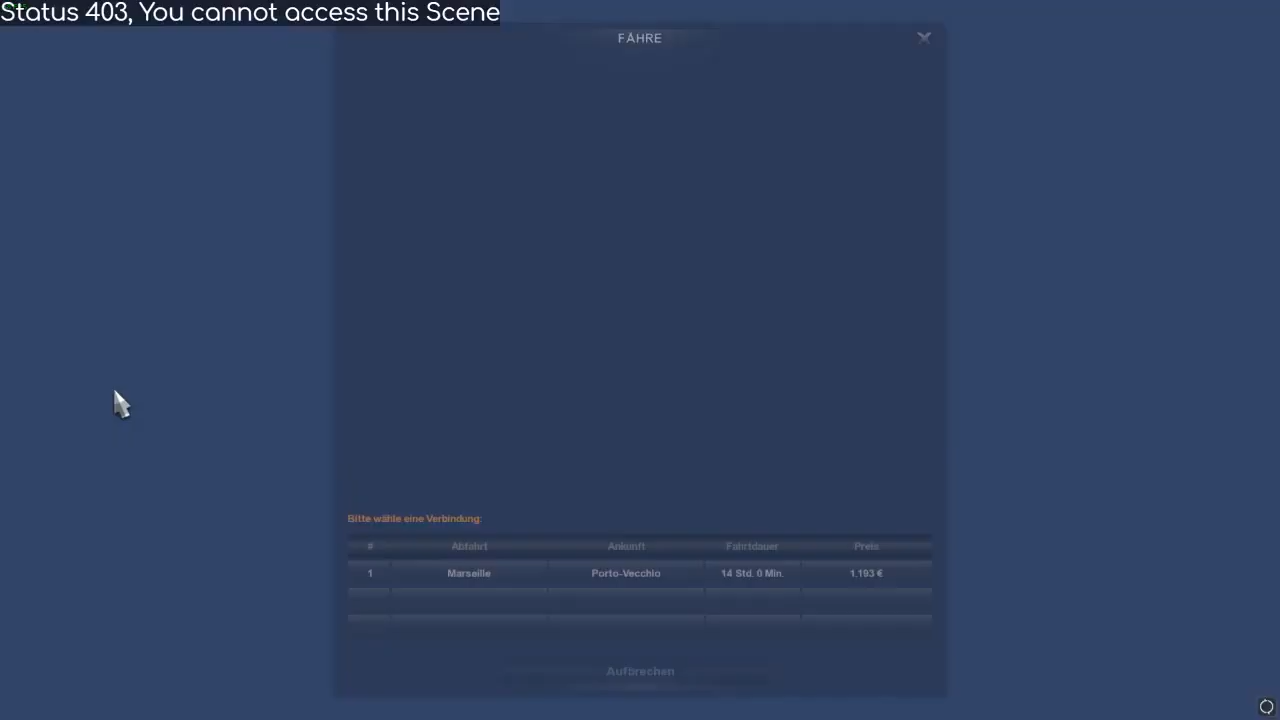 Status 403, You cannot access this Scene
FÄHRE
Bitte wähle eine Verbindung:
# Abfahrt Ankunft Fahrtdauer Preis
1 Marseille Porto-Vecchio 14 Std. 0 Min. 1.193 €
Aufbrechen